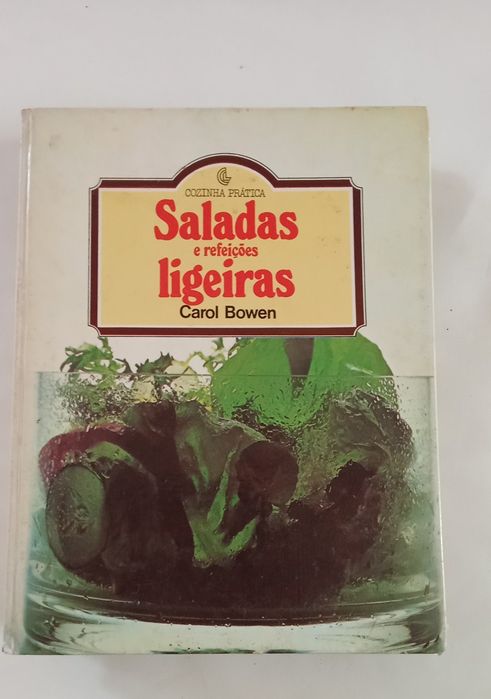 COZINHA PRÁTICA
Saladas
e refeições
ligeiras
Carol Bowen